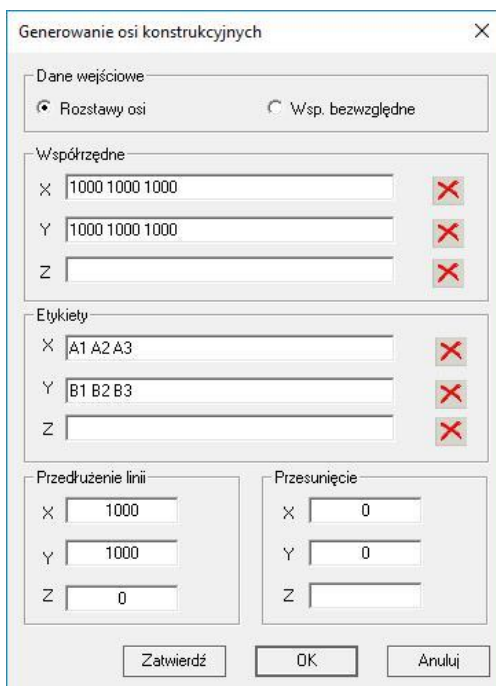 Generowanie osi konstrukcyjnych
Dane wejściowe
Rozstawy osi Wsp. bezwzględne
Współrzędne
X 1000 1000 1000
Y 1000 1000 1000
Z
Etykiety
X A1 A2 A3
Y B1 B2 B3
Z
Przedłużenie linii Przesunięcie
X 1000 X 0
Y 1000 Y 0
Z 0 Z
Zatwierdź OK Anuluj